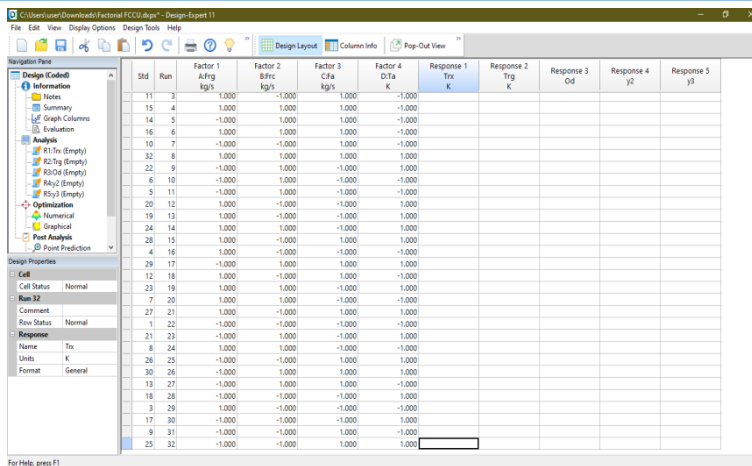 C:\Users\user\Downloads\Factorial FCCU.dxpx* - Design-Expert 11
File Edit View Display Options Design Tools Help
Design Layout Column Info Pop-Out View
Navigation Pane
Design (Coded)
Information
Notes
Summary
Graph Columns
Evaluation
Analysis
R1:Trx (Empty)
R2:Trg (Empty)
R3:Od (Empty)
R4:y2 (Empty)
R5:y3 (Empty)
Optimization
Numerical
Graphical
Post Analysis
Point Prediction
Design Properties
Cell
Cell Status Normal
Run 32
Comment
Row Status Normal
Response
Name Trx
Units K
Format General
Std Run Factor 1 A:Frg kg/s Factor 2 B:Frc kg/s Factor 3 C:Fa kg/s Factor 4 D:Ta K Response 1 Trx K Response 2 Trg K Response 3 Od Response 4 y2 Response 5 y3
11 3 1.000 -1.000 1.000 -1.000
15 4 1.000 1.000 1.000 -1.000
14 5 -1.000 1.000 1.000 -1.000
16 6 1.000 1.000 1.000 -1.000
10 7 -1.000 -1.000 1.000 -1.000
32 8 1.000 1.000 1.000 1.000
22 9 -1.000 1.000 -1.000 1.000
6 10 -1.000 1.000 -1.000 -1.000
5 11 -1.000 1.000 -1.000 -1.000
20 12 1.000 -1.000 -1.000 1.000
19 13 1.000 -1.000 -1.000 1.000
24 14 1.000 1.000 -1.000 1.000
28 15 1.000 -1.000 1.000 1.000
4 16 1.000 -1.000 -1.000 -1.000
29 17 -1.000 1.000 1.000 1.000
12 18 1.000 -1.000 1.000 -1.000
23 19 1.000 1.000 -1.000 1.000
7 20 1.000 1.000 -1.000 -1.000
27 21 1.000 -1.000 1.000 1.000
1 22 -1.000 -1.000 -1.000 -1.000
21 23 -1.000 1.000 -1.000 1.000
8 24 1.000 1.000 -1.000 -1.000
26 25 -1.000 -1.000 1.000 1.000
30 26 -1.000 1.000 1.000 1.000
13 27 -1.000 1.000 1.000 -1.000
18 28 -1.000 -1.000 -1.000 1.000
3 29 1.000 -1.000 -1.000 -1.000
17 30 -1.000 -1.000 -1.000 1.000
9 31 -1.000 -1.000 1.000 -1.000
25 32 -1.000 -1.000 1.000 1.000
For Help, press F1